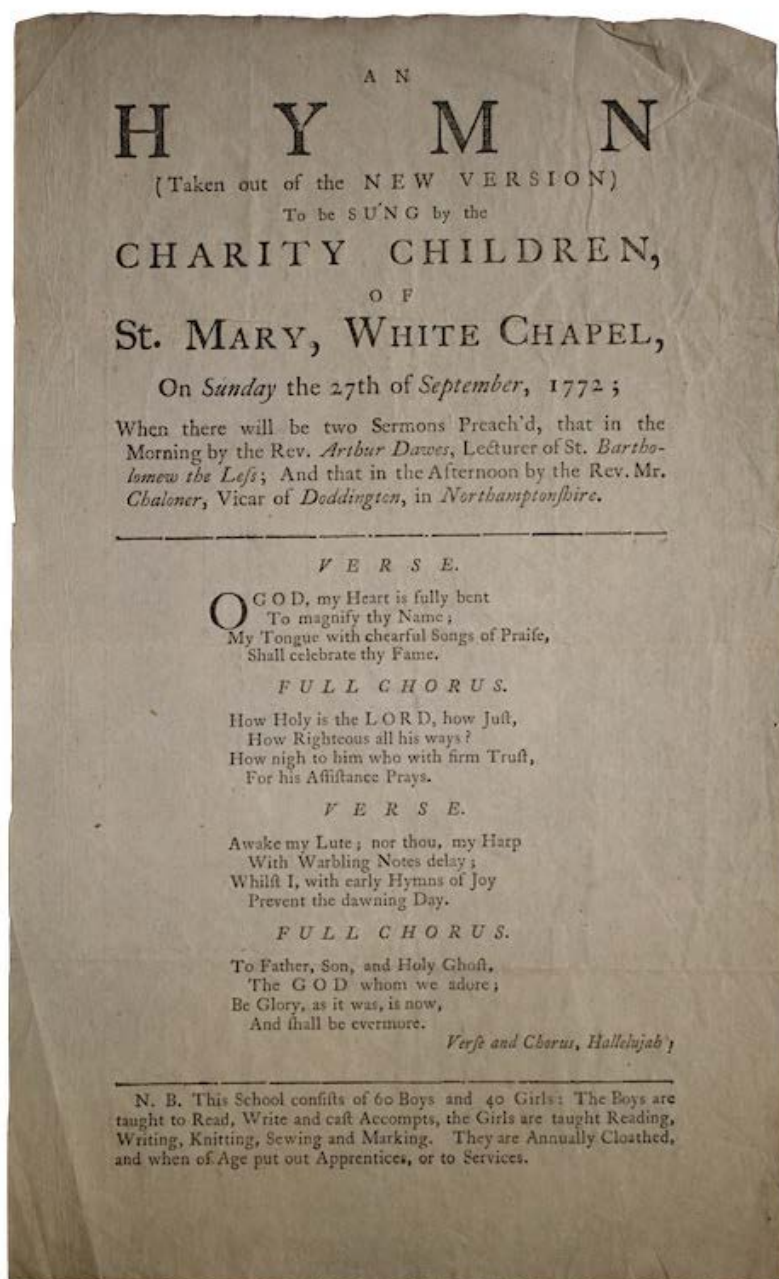 AN
HYMN
(Taken out of the NEW VERSION)
To be SUNG by the
CHARITY CHILDREN,
OF
St. MARY, WHITE CHAPEL,
On Sunday the 27th of September, 1772;
When there will be two Sermons Preach'd, that in the
Morning by the Rev. Arthur Dawes, Lecturer of St. Bartho-
lomew the Leſs; And that in the Afternoon by the Rev. Mr.
Chaloner, Vicar of Doddington, in Northamptonſhire.
VERSE.
O GOD, my Heart is fully bent
To magnify thy Name;
My Tongue with chearful Songs of Praiſe,
Shall celebrate thy Fame.
FULL CHORUS.
How Holy is the LORD, how Juſt,
How Righteous all his ways?
How nigh to him who with firm Truſt,
For his Aſſiſtance Prays.
VERSE.
Awake my Lute; nor thou, my Harp
With Warbling Notes delay;
Whilſt I, with early Hymns of Joy
Prevent the dawning Day.
FULL CHORUS.
To Father, Son, and Holy Ghoſt,
The GOD whom we adore;
Be Glory, as it was, is now,
And ſhall be evermore.
Verſe and Chorus, Hallelujah!
N. B. This School conſiſts of 60 Boys and 40 Girls: The Boys are
taught to Read, Write and caſt Accompts, the Girls are taught Reading,
Writing, Knitting, Sewing and Marking. They are Annually Cloathed,
and when of Age put out Apprentices, or to Services.